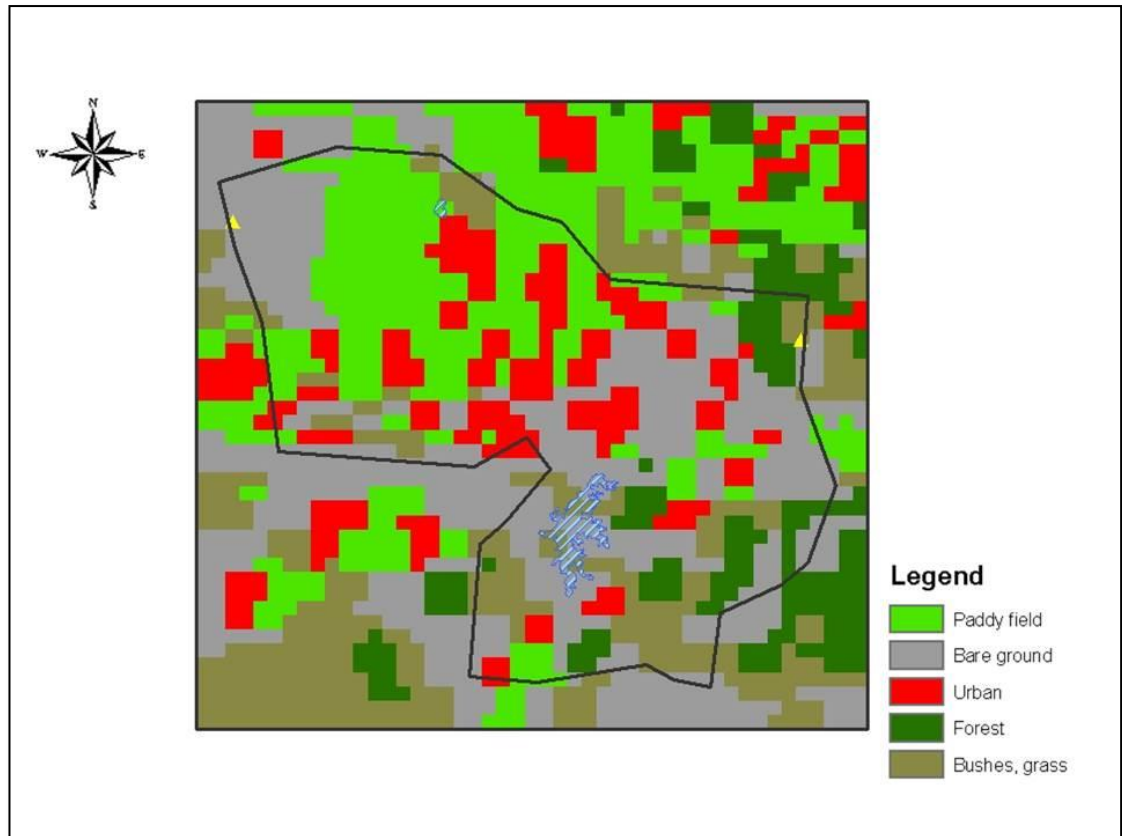 N
W
E
S
Legend
Paddy field
Bare ground
Urban
Forest
Bushes, grass